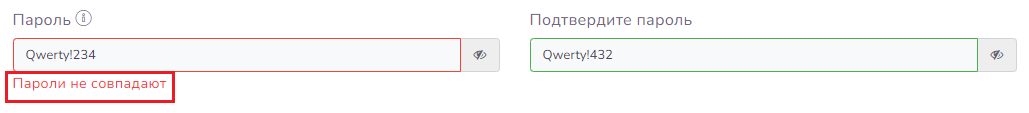 Пароль
Подтвердите пароль
Qwerty!234
Qwerty!432
Пароли не совпадают